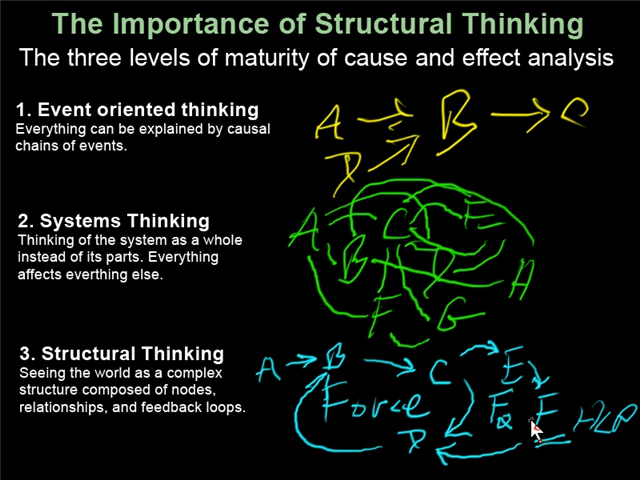 The Importance of Structural Thinking
The three levels of maturity of cause and effect analysis
1. Event oriented thinking
Everything can be explained by causal
chains of events.
A B C
D
2. Systems Thinking
Thinking of the system as a whole
instead of its parts. Everything
affects everthing else.
A C E
B D H
F G
3. Structural Thinking
Seeing the world as a complex
structure composed of nodes,
relationships, and feedback loops.
A B C E
Force F
D